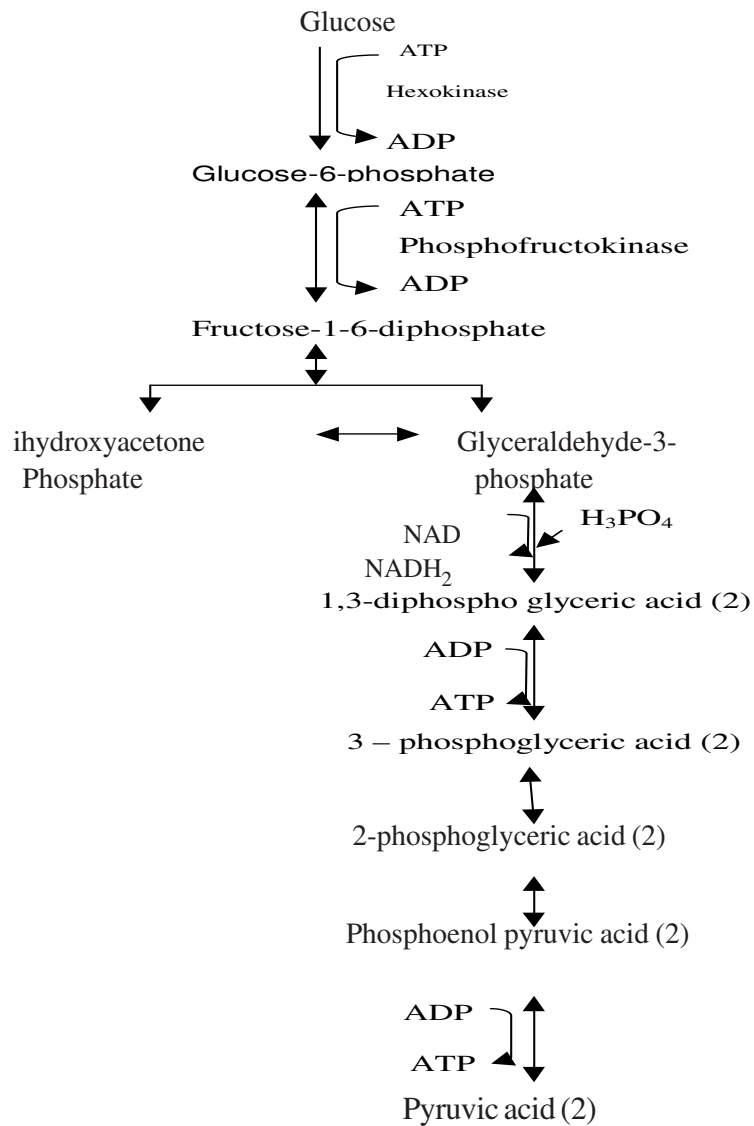 Glucose
ATP
Hexokinase
ADP
Glucose-6-phosphate
ATP
Phosphofructokinase
ADP
Fructose-1-6-diphosphate
ihydroxyacetone
Phosphate
Glyceraldehyde-3-
phosphate
H₃PO₄
NAD
NADH₂
1,3-diphospho glyceric acid (2)
ADP
ATP
3 – phosphoglyceric acid (2)
2-phosphoglyceric acid (2)
Phosphoenol pyruvic acid (2)
ADP
ATP
Pyruvic acid (2)